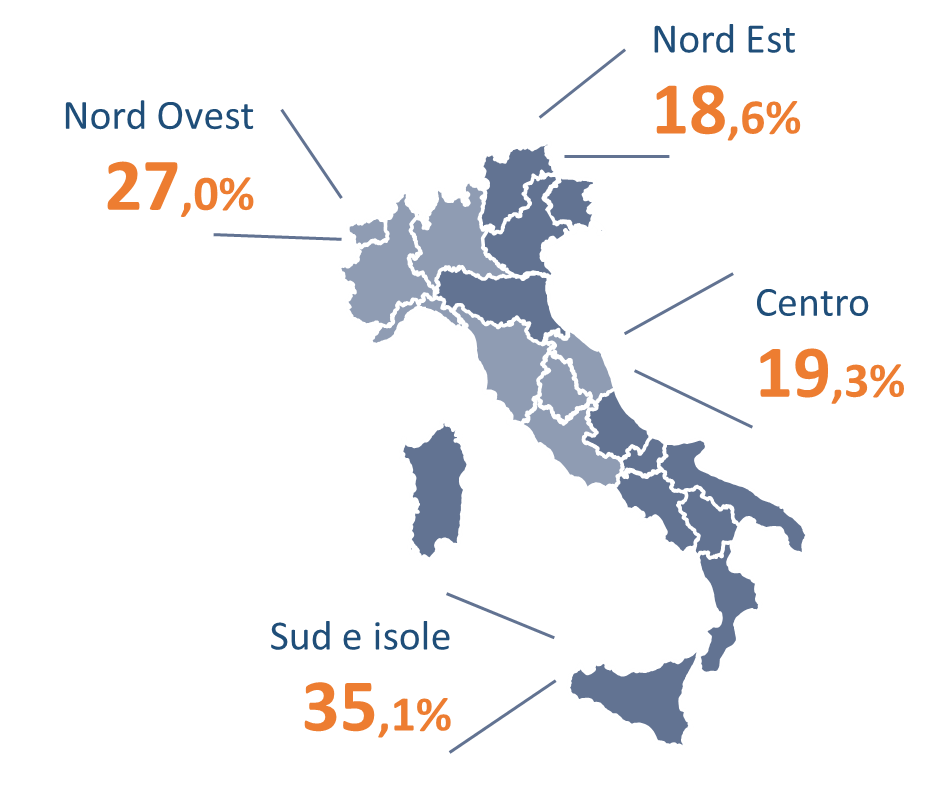 Nord Est
18,6%
Nord Ovest
27,0%
Centro
19,3%
Sud e isole
35,1%